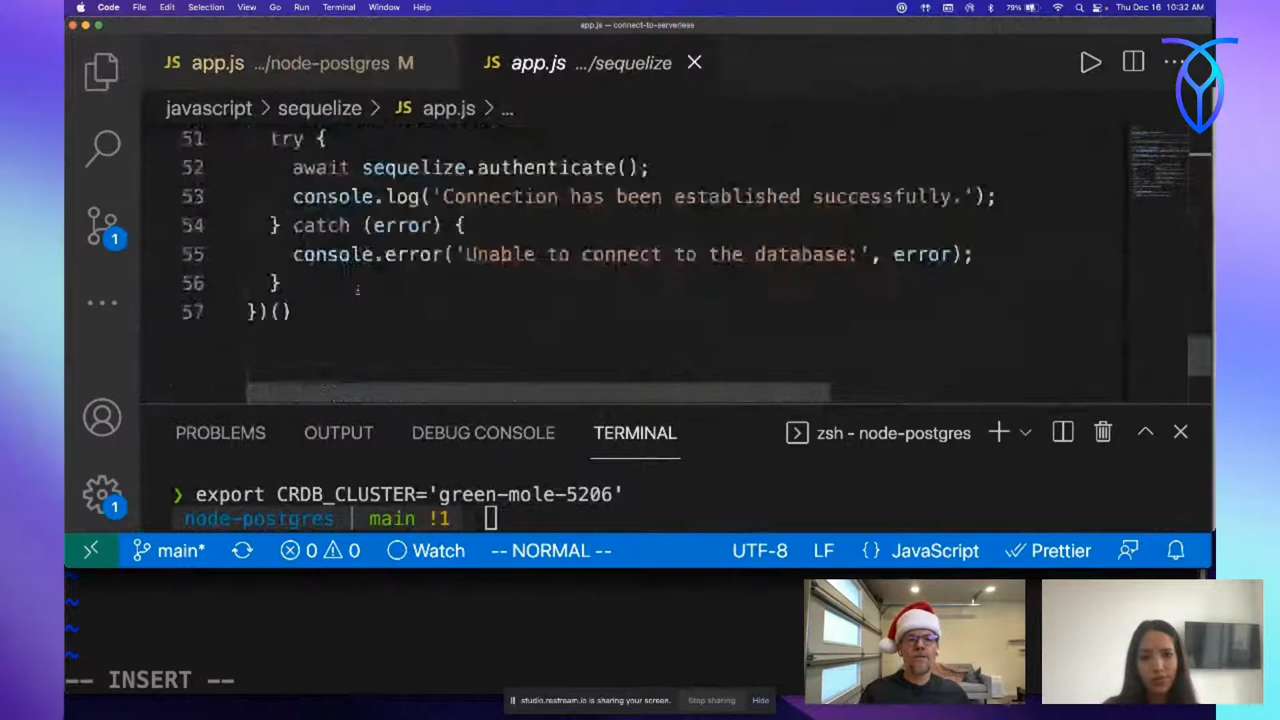 Code File Edit Selection View Go Run Terminal Window Help 79% Thu Dec 16 10:32 AM
app.js — connect-to-serverless
JS app.js .../node-postgres M JS app.js .../sequelize
javascript > sequelize > JS app.js > ...
51 try {
52 await sequelize.authenticate();
53 console.log('Connection has been established successfully.');
54 } catch (error) {
55 console.error('Unable to connect to the database:', error);
56 }
57 })()
1
PROBLEMS OUTPUT DEBUG CONSOLE TERMINAL zsh - node-postgres
❯ export CRDB_CLUSTER='green-mole-5206'
node-postgres | main !1
1
main* 0 0 Watch -- NORMAL -- UTF-8 LF {} JavaScript Prettier
~
~
~
~
-- INSERT --
studio.restream.io is sharing your screen. Stop sharing Hide